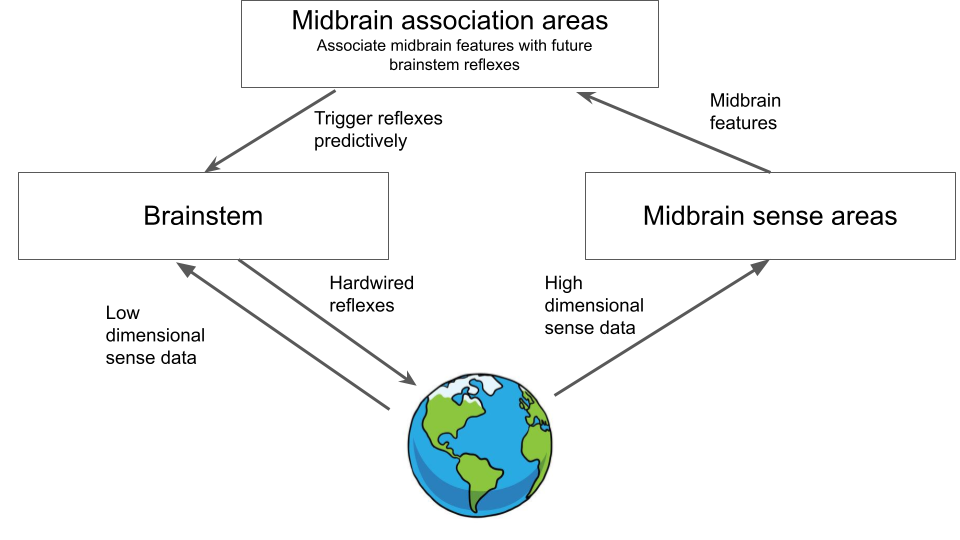 Midbrain association areas
Associate midbrain features with future
brainstem reflexes
Midbrain
features
Trigger reflexes
predictively
Brainstem
Midbrain sense areas
Hardwired
reflexes
High
dimensional
sense data
Low
dimensional
sense data